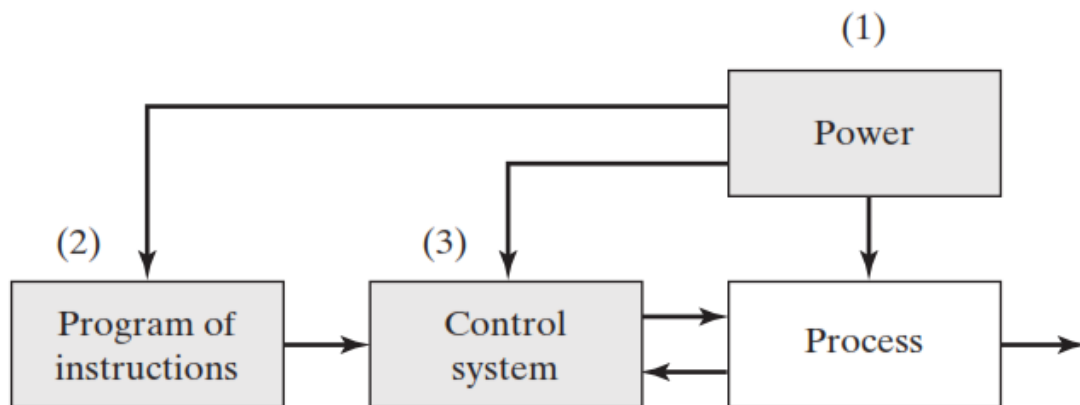 (1)
Power
(2)
(3)
Program of
instructions
Control
system
Process